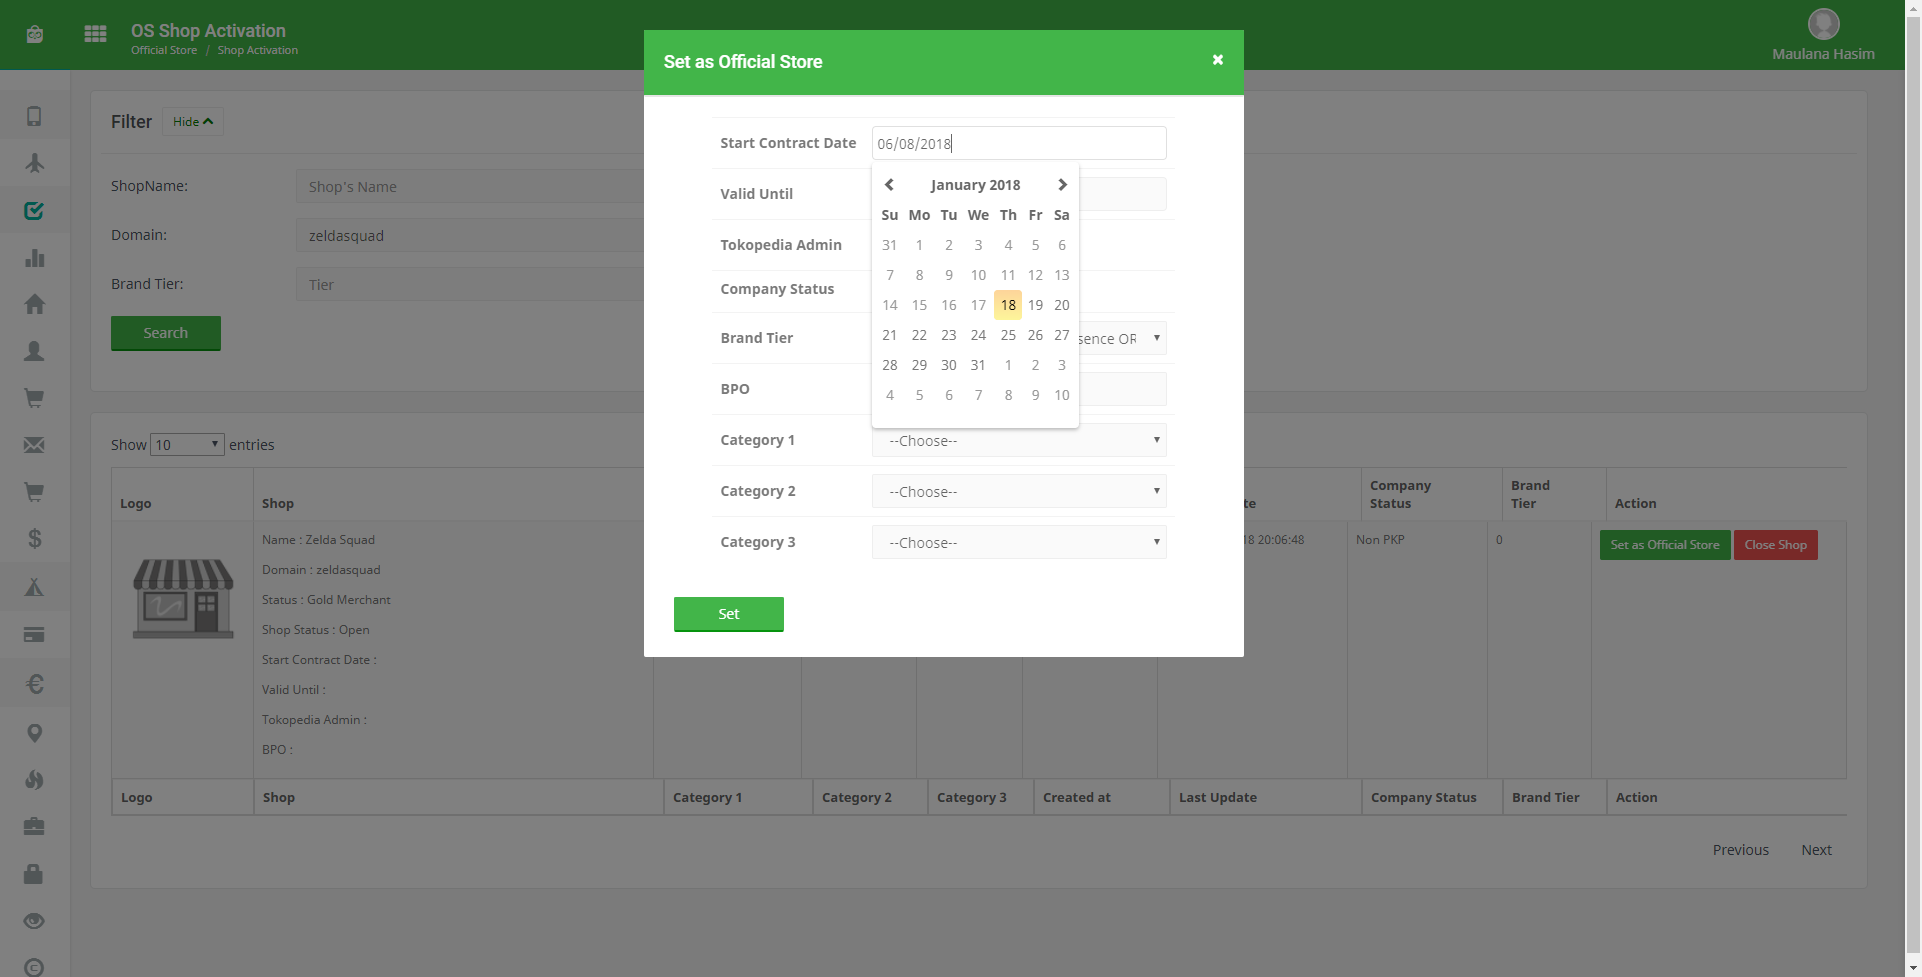 OS Shop Activation
Official Store / Shop Activation
Maulana Hasim
Filter
Hide
ShopName:
Shop's Name
Domain:
zeldasquad
Brand Tier:
Tier
Search
Set as Official Store
Start Contract Date
06/08/2018
Valid Until
Tokopedia Admin
Company Status
Brand Tier
sence OR
BPO
Category 1
--Choose--
Category 2
--Choose--
Category 3
--Choose--
Set
January 2018
Su Mo Tu We Th Fr Sa
31 1 2 3 4 5 6
7 8 9 10 11 12 13
14 15 16 17 18 19 20
21 22 23 24 25 26 27
28 29 30 31 1 2 3
4 5 6 7 8 9 10
Show 10 entries
Logo
Shop
te
Company Status
Brand Tier
Action
Name : Zelda Squad
Domain : zeldasquad
Status : Gold Merchant
Shop Status : Open
Start Contract Date :
Valid Until :
Tokopedia Admin :
BPO :
18 20:06:48
Non PKP
0
Set as Official Store
Close Shop
Logo
Shop
Category 1
Category 2
Category 3
Created at
Last Update
Company Status
Brand Tier
Action
Previous
Next